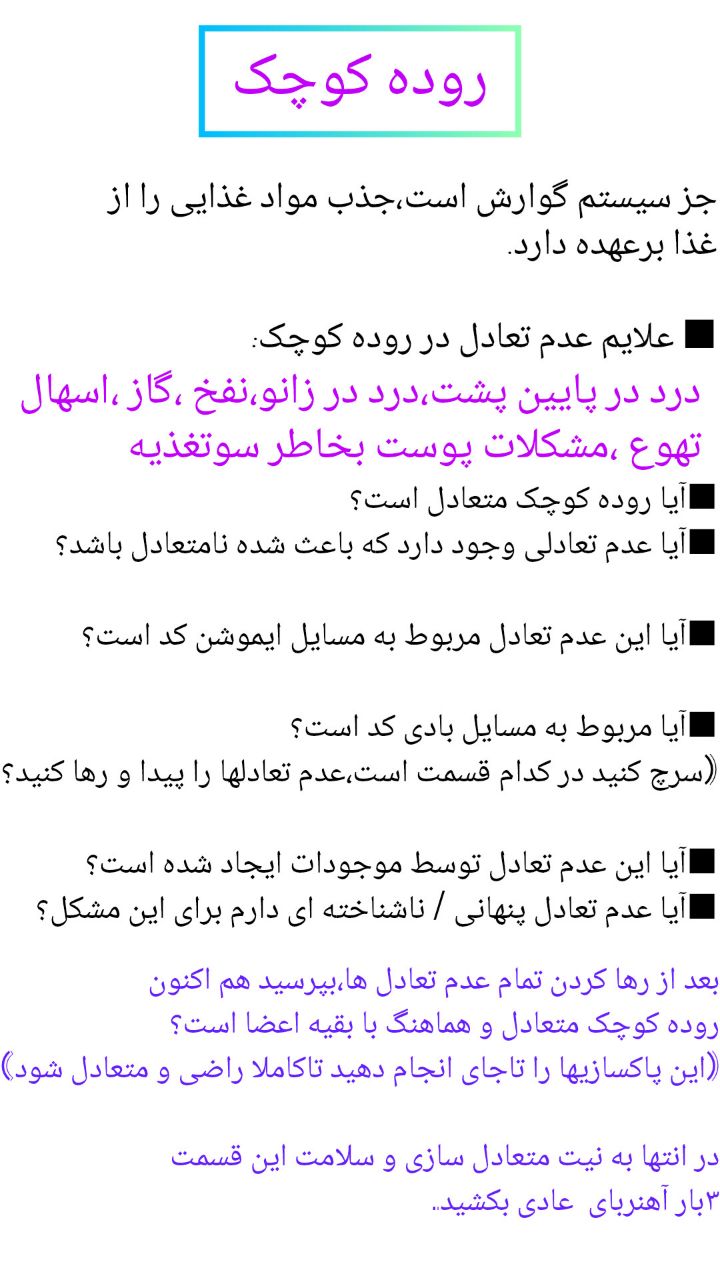 روده کوچک
جز سیستم گوارش است،جذب مواد غذایی را از
غذا برعهده دارد.
■ علایم عدم تعادل در روده کوچک:
درد در پایین پشت،درد در زانو،نفخ ،گاز ،اسهال
تهوع ،مشکلات پوست بخاطر سوتغذیه
■آیا روده کوچک متعادل است؟
■آیا عدم تعادلی وجود دارد که باعث شده نامتعادل باشد؟
■آیا این عدم تعادل مربوط به مسایل ایموشن کد است؟
■آیا مربوط به مسایل بادی کد است؟
⸨سرچ کنید در کدام قسمت است،عدم تعادلها را پیدا و رها کنید؟
■آیا این عدم تعادل توسط موجودات ایجاد شده است؟
■آیا عدم تعادل پنهانی / ناشناخته ای دارم برای این مشکل؟
بعد از رها کردن تمام عدم تعادل ها،بپرسید هم اکنون
روده کوچک متعادل و هماهنگ با بقیه اعضا است؟
⸨این پاکسازیها را تاجای انجام دهید تاکاملا راضی و متعادل شود⸩
در انتها به نیت متعادل سازی و سلامت این قسمت
۳بار آهنربای  عادی بکشید..